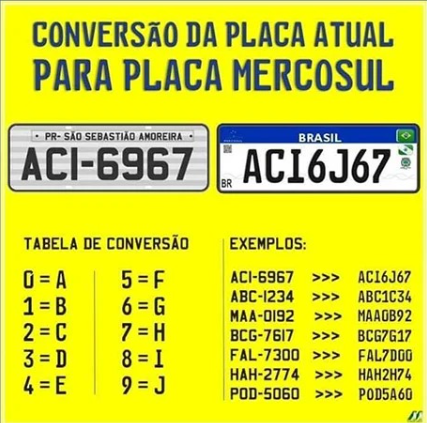 CONVERSÃO DA PLACA ATUAL
PARA PLACA MERCOSUL
PR- SÃO SEBASTIÃO AMOREIRA
ACI-6967
BRASIL
ACI6J67
BR
TABELA DE CONVERSÃO
0 = A
1 = B
2 = C
3 = D
4 = E
5 = F
6 = G
7 = H
8 = I
9 = J
EXEMPLOS:
ACI-6967 >>> ACI6J67
ABC-1234 >>> ABC1C34
MAA-0192 >>> MAA0B92
BCG-7617 >>> BCG7G17
FAL-7300 >>> FAL7D00
HAH-2774 >>> HAH2H74
POD-5060 >>> POD5A60